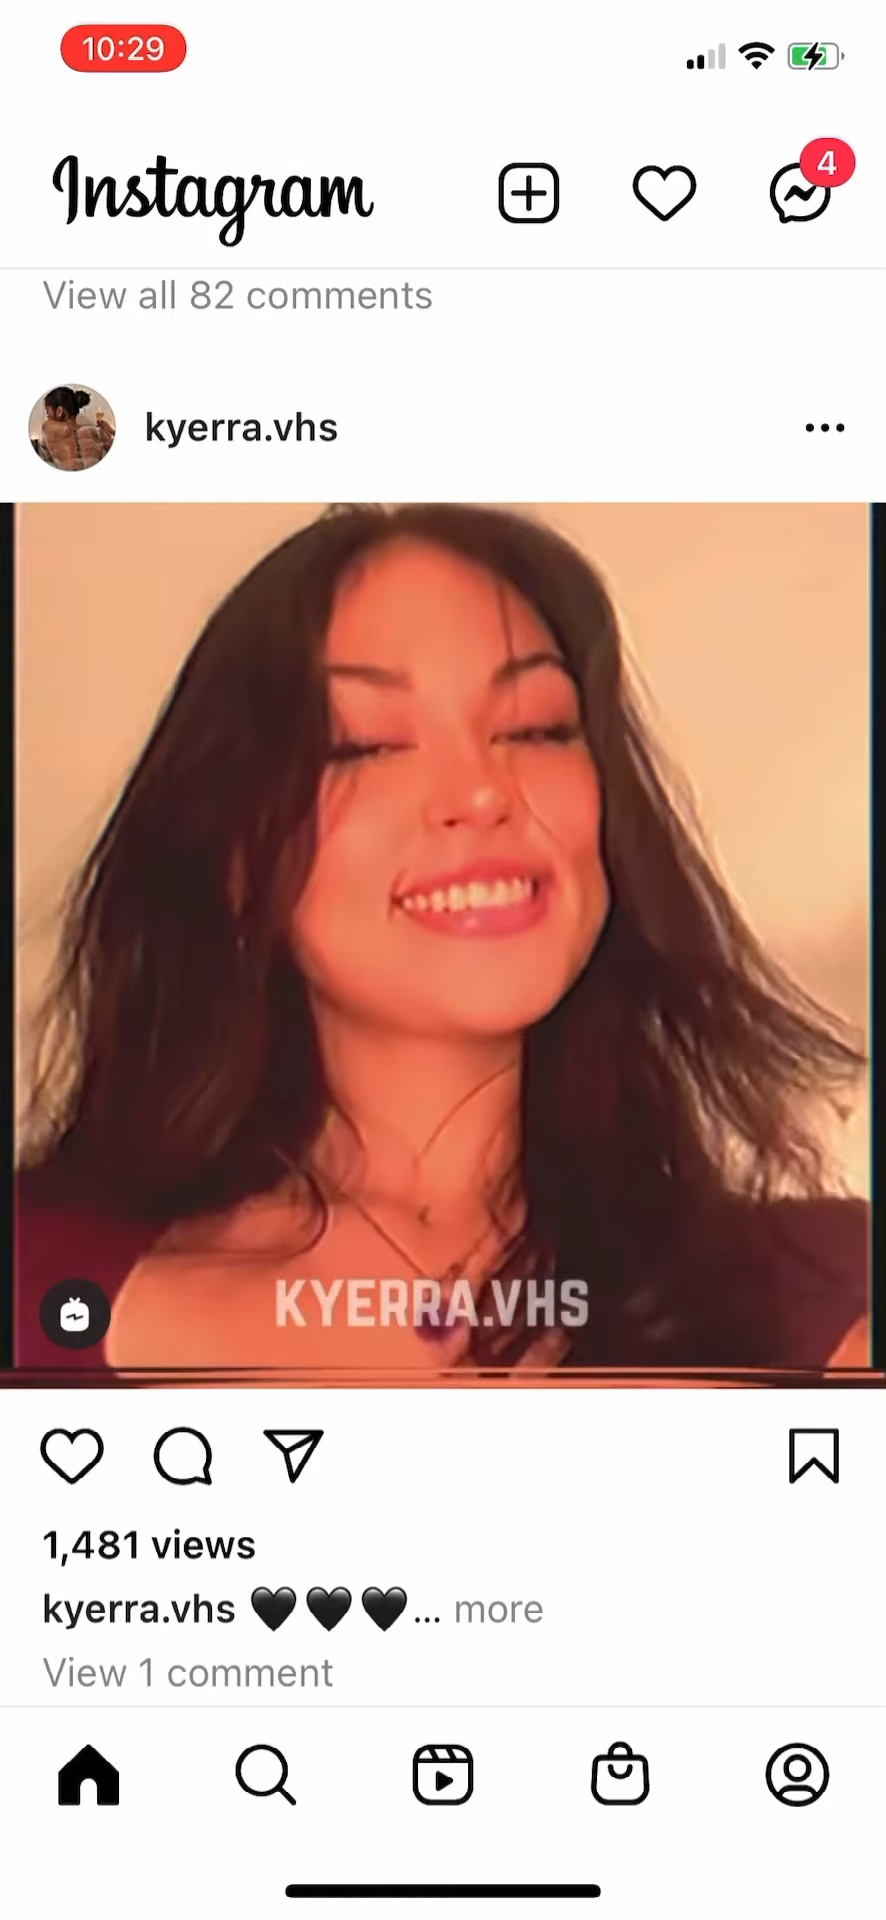 10:29
Instagram
4
View all 82 comments
kyerra.vhs
KYERRA.VHS
1,481 views
kyerra.vhs 🖤🖤🖤... more
View 1 comment